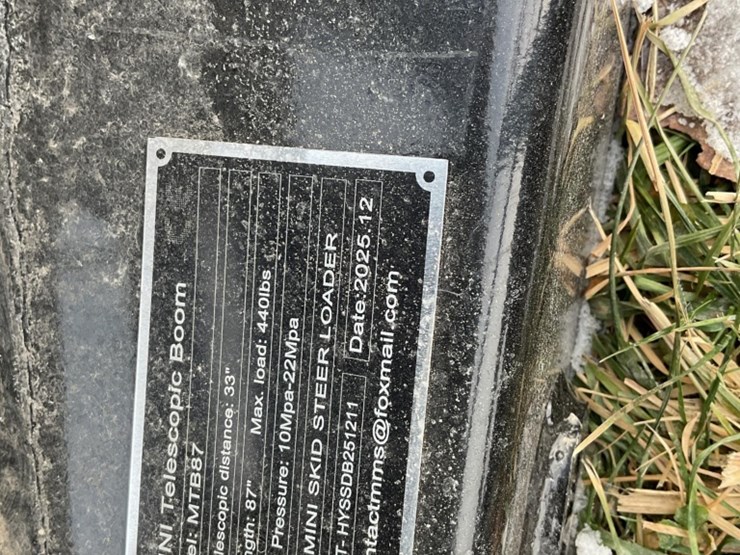 NI Telescopic Boom
el: MTB87
lescopic distance: 33"
gth: 87" Max. load: 440lbs
Pressure: 10Mpa-22Mpa
MINI SKID STEER LOADER
T- HYSSDB251211 Date:2025.12
ntactmms@foxmail.com